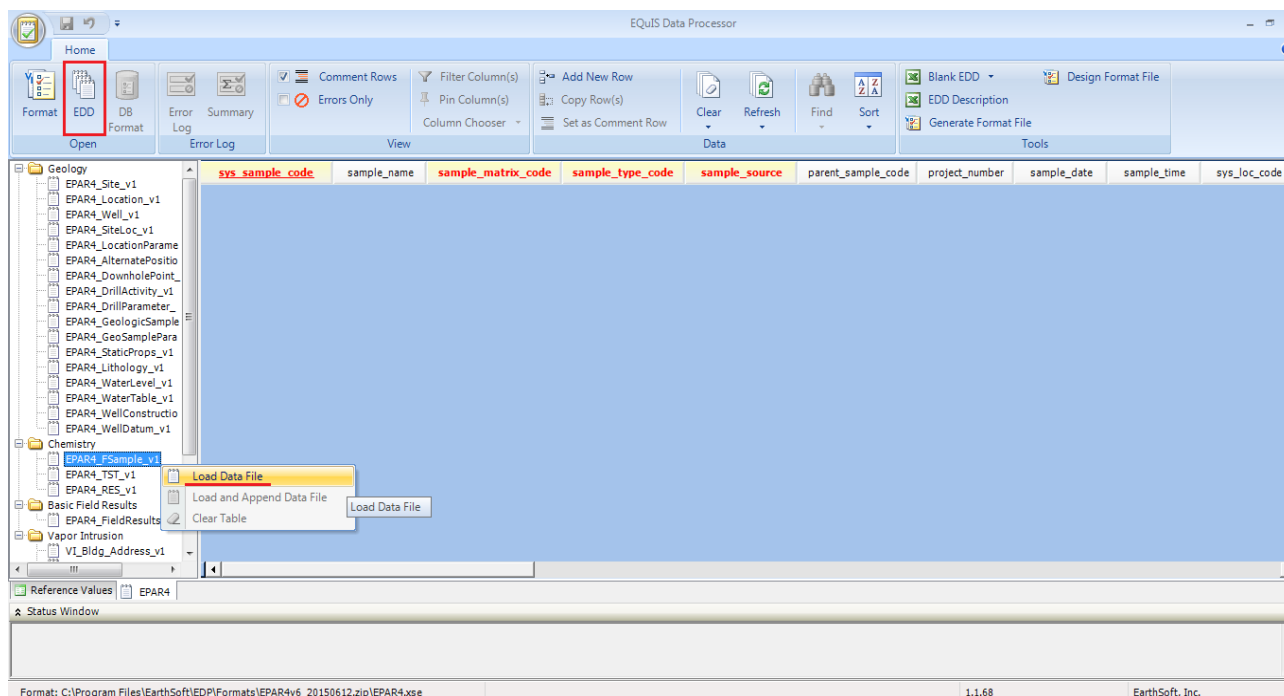 EQuIS Data Processor
Home
Format
EDD
DB Format
Open
Error Log
Summary
Error Log
Comment Rows
Errors Only
Filter Column(s)
Pin Column(s)
Column Chooser
View
Add New Row
Copy Row(s)
Set as Comment Row
Clear
Refresh
Data
Find
Sort
Blank EDD
EDD Description
Generate Format File
Design Format File
Tools
sys_sample_code sample_name sample_matrix_code sample_type_code sample_source parent_sample_code project_number sample_date sample_time sys_loc_code
Geology
EPAR4_Site_v1
EPAR4_Location_v1
EPAR4_Well_v1
EPAR4_SiteLoc_v1
EPAR4_LocationParame
EPAR4_AlternatePositio
EPAR4_DownholePoint_
EPAR4_DrillActivity_v1
EPAR4_DrillParameter_
EPAR4_GeologicSample
EPAR4_GeoSamplePara
EPAR4_StaticProps_v1
EPAR4_Lithology_v1
EPAR4_WaterLevel_v1
EPAR4_WaterTable_v1
EPAR4_WellConstructio
EPAR4_WellDatum_v1
Chemistry
EPAR4_FSample_v1
EPAR4_TST_v1
EPAR4_RES_v1
Basic Field Results
EPAR4_FieldResults
Vapor Intrusion
VI_Bldg_Address_v1
Load Data File
Load and Append Data File
Clear Table
Load Data File
Reference Values EPAR4
Status Window
Format: C:\Program Files\EarthSoft\EDP\Formats\EPAR4v6_20150612.zip\EPAR4.xse 1.1.68 EarthSoft, Inc.